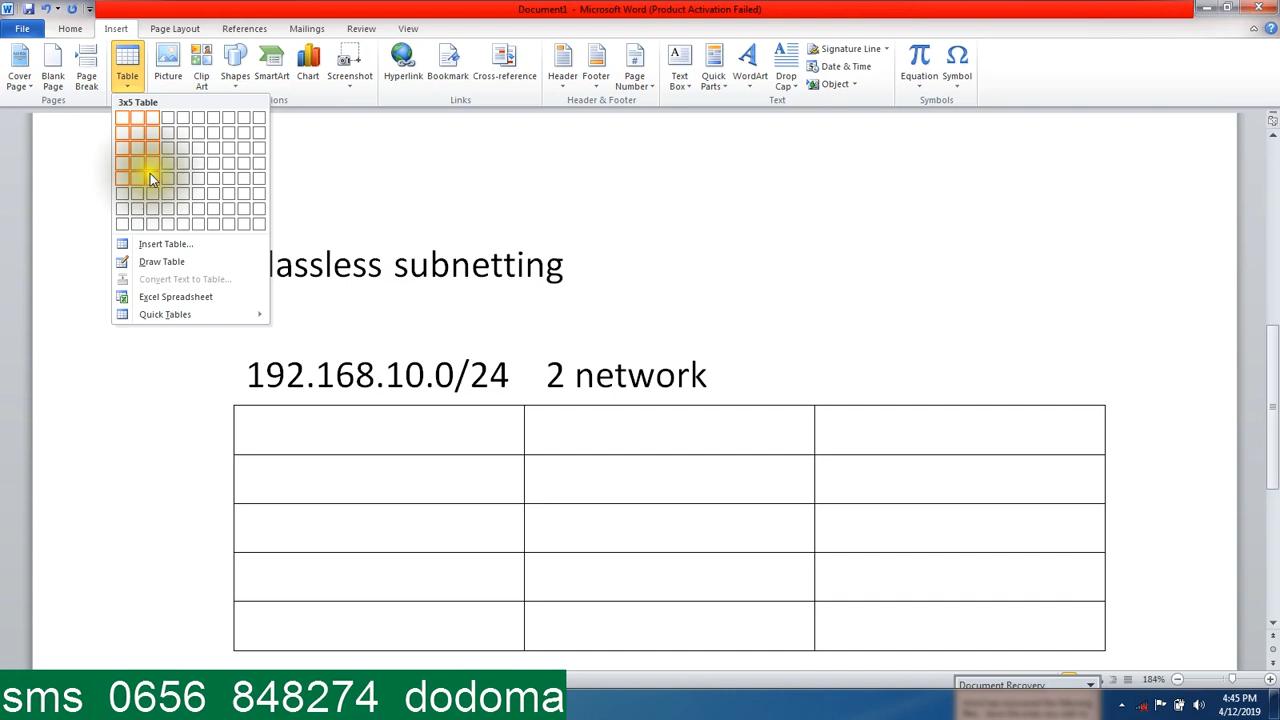 Document1 - Microsoft Word (Product Activation Failed)
File Home Insert Page Layout References Mailings Review View
Cover Page
Blank Page
Page Break
Table
Picture
Clip Art
Shapes
SmartArt
Chart
Screenshot
Hyperlink
Bookmark
Cross-reference
Header
Footer
Page Number
Text Box
Quick Parts
WordArt
Drop Cap
Signature Line
Date & Time
Object
Equation
Symbol
Pages
Links
Header & Footer
Text
Symbols
3x5 Table
Insert Table...
Draw Table
Convert Text to Table...
Excel Spreadsheet
Quick Tables
lassless subnetting
192.168.10.0/24 2 network
184%
Document Recovery
sms 0656 848274 dodoma
4:45 PM
4/12/2019